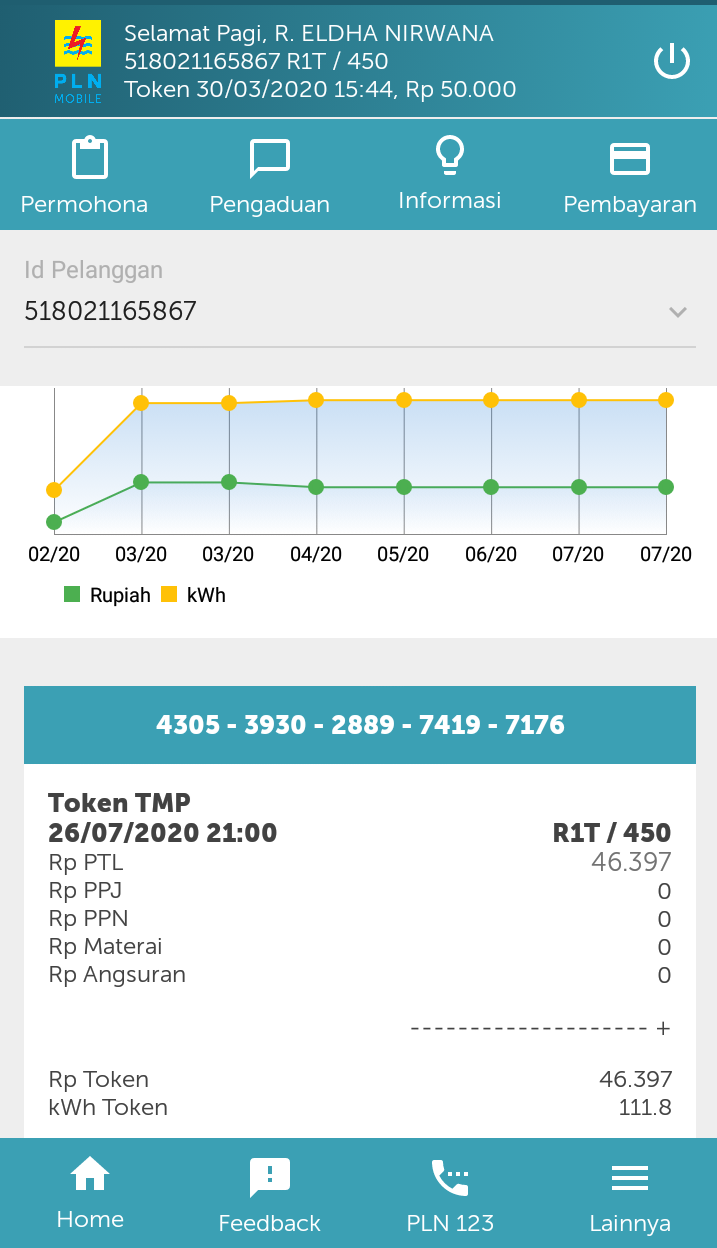 Selamat Pagi, R. ELDHA NIRWANA
518021165867 R1T / 450
Token 30/03/2020 15:44, Rp 50.000
PLN
MOBILE
Permohona Pengaduan Informasi Pembayaran
Id Pelanggan
518021165867
02/20 03/20 03/20 04/20 05/20 06/20 07/20 07/20
Rupiah kWh
4305 - 3930 - 2889 - 7419 - 7176
Token TMP
26/07/2020 21:00 R1T / 450
Rp PTL 46.397
Rp PPJ 0
Rp PPN 0
Rp Materai 0
Rp Angsuran 0
-------------------- +
Rp Token 46.397
kWh Token 111.8
Home Feedback PLN 123 Lainnya